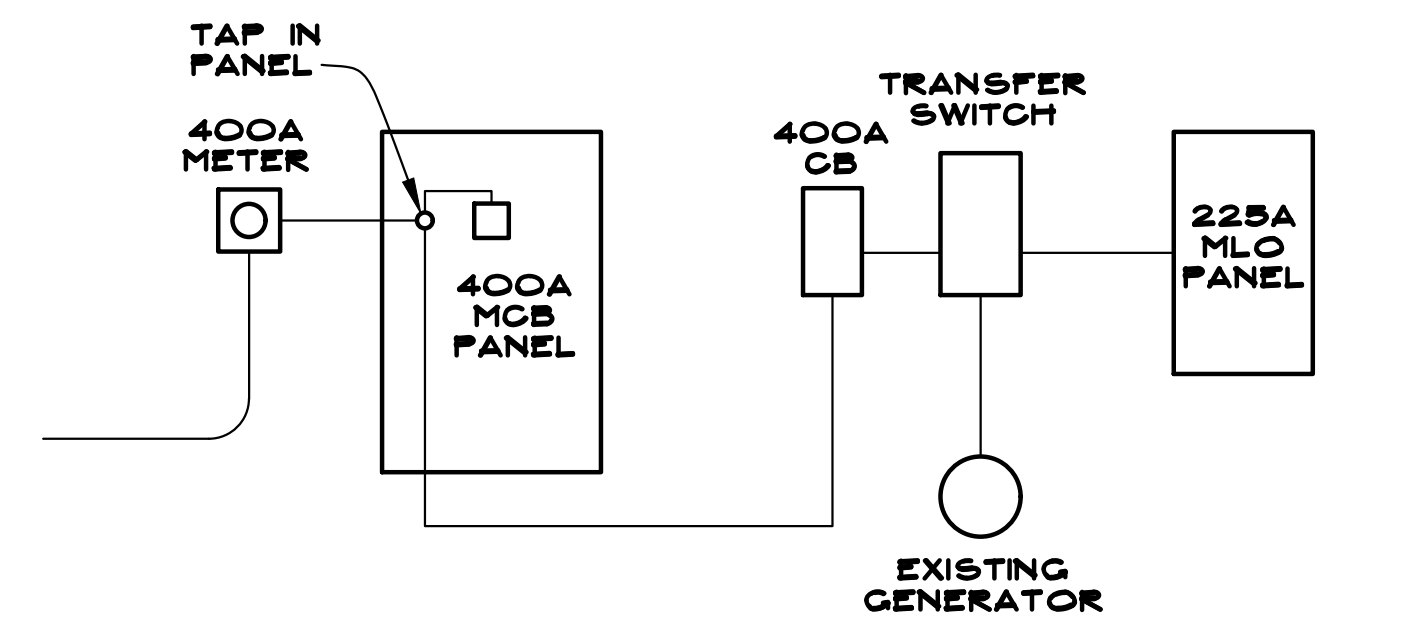 TAP IN
PANEL
400A
METER
400A
MCB
PANEL
400A
CB
TRANSFER
SWITCH
225A
MLO
PANEL
EXISTING
GENERATOR